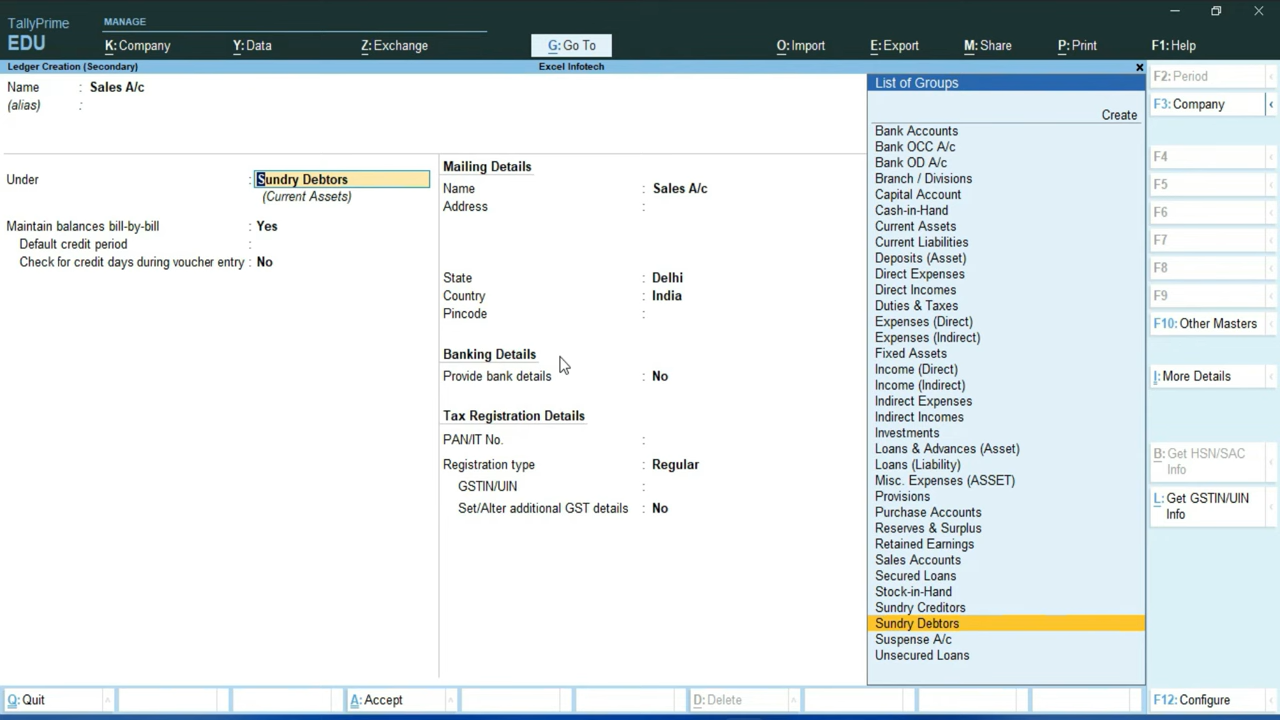 TallyPrime
EDU
MANAGE
K: Company
Y: Data
Z: Exchange
G: Go To
O: Import
E: Export
M: Share
P: Print
F1: Help
Ledger Creation (Secondary)
Excel Infotech
Name : Sales A/c
(alias) :
Under : Sundry Debtors
(Current Assets)
Maintain balances bill-by-bill : Yes
Default credit period :
Check for credit days during voucher entry : No
Mailing Details
Name : Sales A/c
Address :
State : Delhi
Country : India
Pincode :
Banking Details
Provide bank details : No
Tax Registration Details
PAN/IT No. :
Registration type : Regular
GSTIN/UIN :
Set/Alter additional GST details : No
List of Groups
Create
Bank Accounts
Bank OCC A/c
Bank OD A/c
Branch / Divisions
Capital Account
Cash-in-Hand
Current Assets
Current Liabilities
Deposits (Asset)
Direct Expenses
Direct Incomes
Duties & Taxes
Expenses (Direct)
Expenses (Indirect)
Fixed Assets
Income (Direct)
Income (Indirect)
Indirect Expenses
Indirect Incomes
Investments
Loans & Advances (Asset)
Loans (Liability)
Misc. Expenses (ASSET)
Provisions
Purchase Accounts
Reserves & Surplus
Retained Earnings
Sales Accounts
Secured Loans
Stock-in-Hand
Sundry Creditors
Sundry Debtors
Suspense A/c
Unsecured Loans
F2: Period
F3: Company
F4
F5
F6
F7
F8
F9
F10: Other Masters
I: More Details
B: Get HSN/SAC
Info
L: Get GSTIN/UIN
Info
Q: Quit
A: Accept
D: Delete
F12: Configure